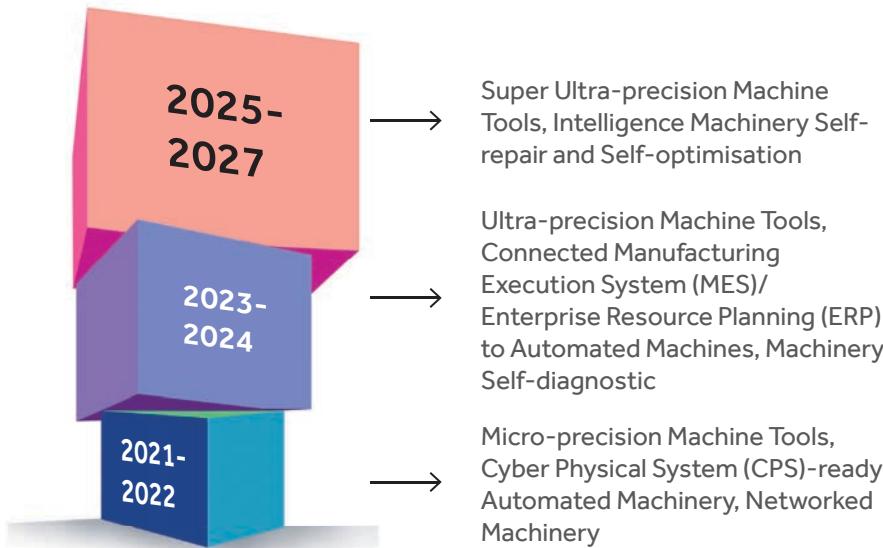 2025-
2027
Super Ultra-precision Machine
Tools, Intelligence Machinery Self-
repair and Self-optimisation
2023-
2024
Ultra-precision Machine Tools,
Connected Manufacturing
Execution System (MES)/
Enterprise Resource Planning (ERP)
to Automated Machines, Machinery
Self-diagnostic
2021-
2022
Micro-precision Machine Tools,
Cyber Physical System (CPS)-ready
Automated Machinery, Networked
Machinery